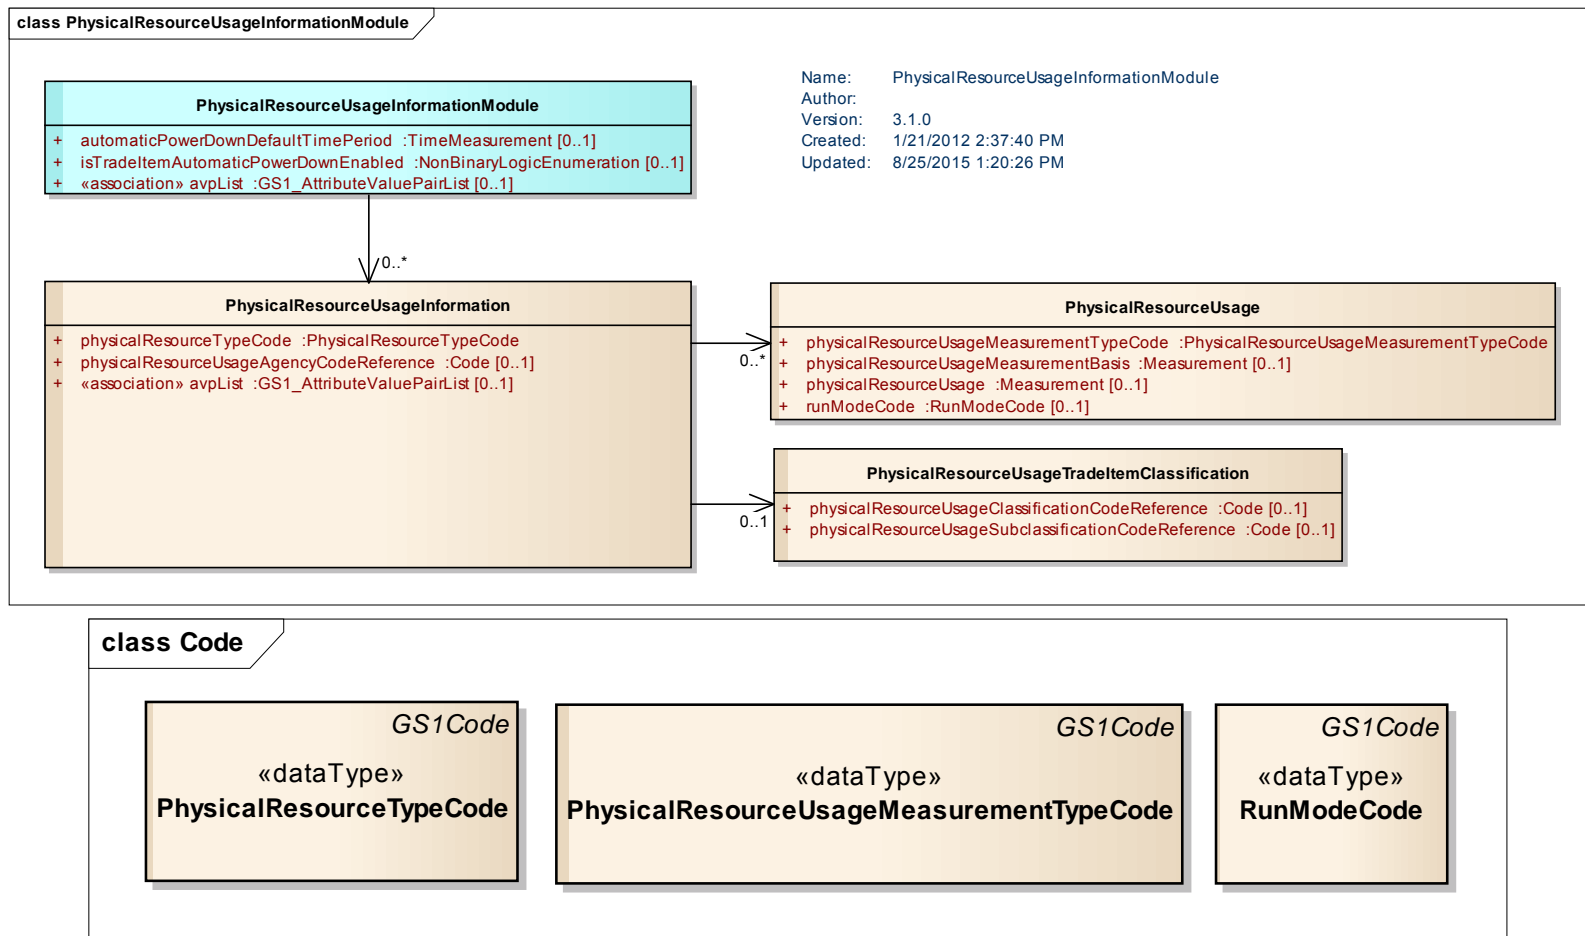 class PhysicalResourceUsageInformationModule
Name: PhysicalResourceUsageInformationModule
Author:
Version: 3.1.0
Created: 1/21/2012 2:37:40 PM
Updated: 8/25/2015 1:20:26 PM
PhysicalResourceUsageInformationModule
+ automaticPowerDownDefaultTimePeriod :TimeMeasurement [0..1]
+ isTradeItemAutomaticPowerDownEnabled :NonBinaryLogicEnumeration [0..1]
+ «association» avpList :GS1_AttributeValuePairList [0..1]
0..*
PhysicalResourceUsageInformation
+ physicalResourceTypeCode :PhysicalResourceTypeCode
+ physicalResourceUsageAgencyCodeReference :Code [0..1]
+ «association» avpList :GS1_AttributeValuePairList [0..1]
0..*
PhysicalResourceUsage
+ physicalResourceUsageMeasurementTypeCode :PhysicalResourceUsageMeasurementTypeCode
+ physicalResourceUsageMeasurementBasis :Measurement [0..1]
+ physicalResourceUsage :Measurement [0..1]
+ runModeCode :RunModeCode [0..1]
0..1
PhysicalResourceUsageTradeItemClassification
+ physicalResourceUsageClassificationCodeReference :Code [0..1]
+ physicalResourceUsageSubclassificationCodeReference :Code [0..1]
class Code
GS1Code
«dataType»
PhysicalResourceTypeCode
GS1Code
«dataType»
PhysicalResourceUsageMeasurementTypeCode
GS1Code
«dataType»
RunModeCode